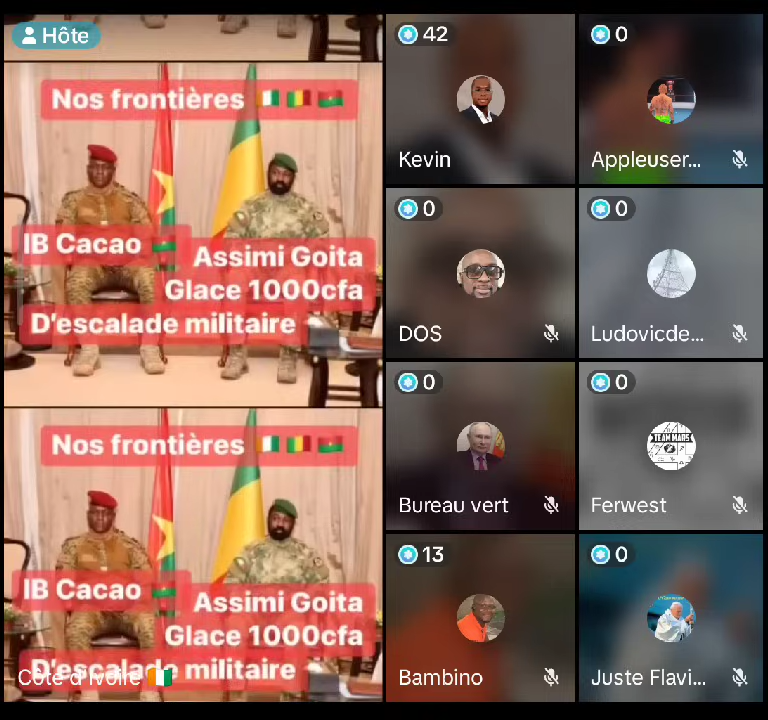 Hôte
Nos frontières
IB Cacao
Assimi Goita
Glace 1000cfa
D'escalade militaire
Nos frontières
IB Cacao
Assimi Goita
Glace 1000cfa
D'escalade militaire
Côte d'Ivoire
42
Kevin
0
Appleuser...
0
DOS
0
Ludovicde...
0
Bureau vert
0
TEAM MARS
Ferwest
13
Bambino
0
Juste Flavi...